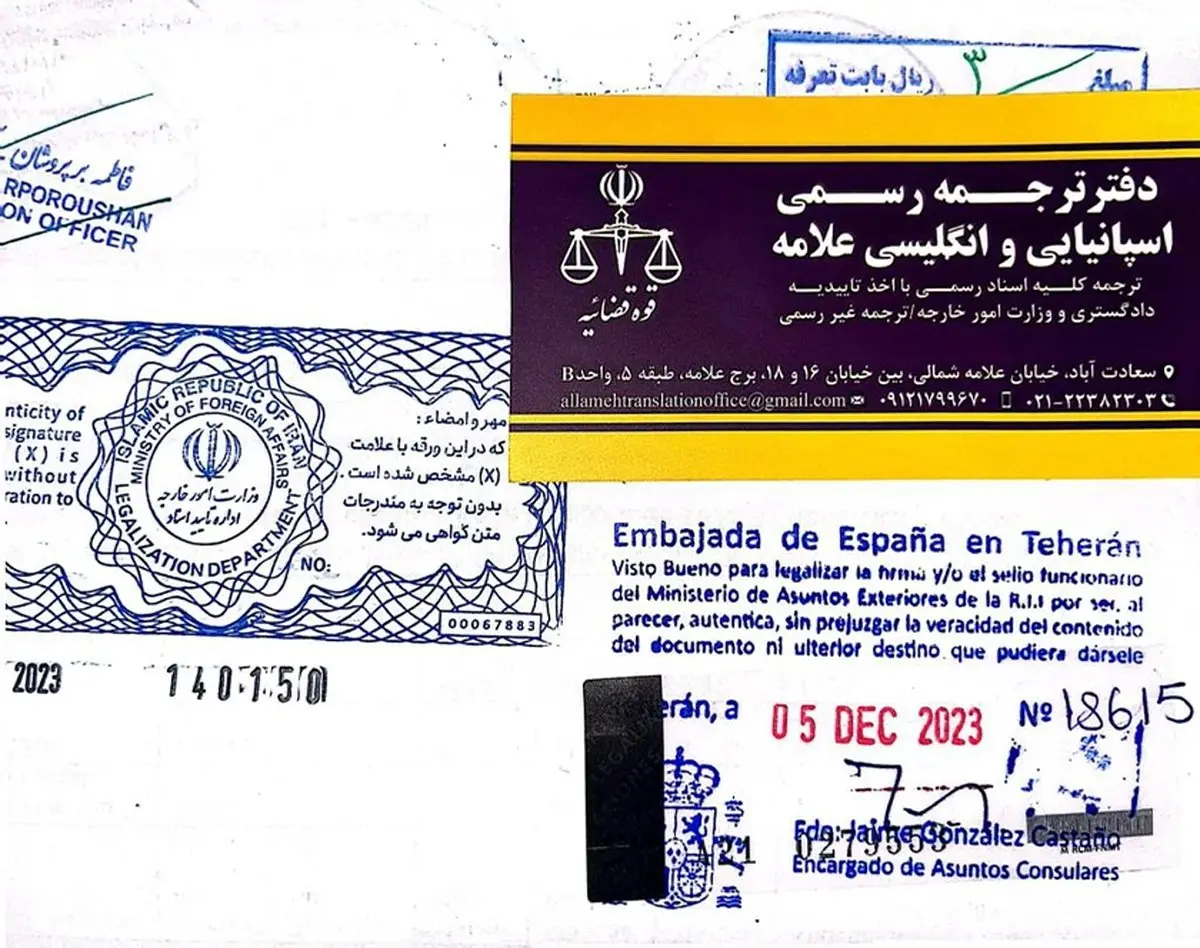 مبلغ ۳ ریال بابت تعرفه
فاطمه برپروشان
RPOROUSHAN
ON OFFICER
دفتر ترجمه رسمی
اسپانیایی و انگلیسی علامه
ترجمه کلیه اسناد رسمی با اخذ تاییدیه
دادگستری و وزارت امور خارجه/ترجمه غیر رسمی
قوه قضائیه
سعادت آباد، خیابان علامه شمالی، بین خیابان ۱۶ و ۱۸، برج علامه، طبقه ۵، واحد B
۰۲۱-۲۲۳۸۲۳۰۳ ۰۹۱۲۱۷۹۹۶۷۰ allamehtranslationoffice@gmail.com
nticity of
signature
(X) is
without
ration to
ISLAMIC REPUBLIC OF IRAN
MINISTRY OF FOREIGN AFFAIRS
وزارت امور خارجه
اداره تایید اسناد
LEGALIZATION DEPARTMENT
مهر و امضاء :
که در این ورقه با علامت
(X) مشخص شده است .
بدون توجه به مندرجات
متن گواهی می شود.
NO:
00067883
2023
Embajada de España en Teherán
Visto Bueno para legalizar la firma y/o el sello funcionario
del Ministerio de Asuntos Exteriores de la R.I.I por ser, al
parecer, autentica, sin prejuzgar la veracidad del contenido
del documento ni ulterior destino que pudiera dársele
erán, a 05 DEC 2023 Nº 18615
Fdo: Jaime González Castaño
A21 0279553
Encargado de Asuntos Consulares